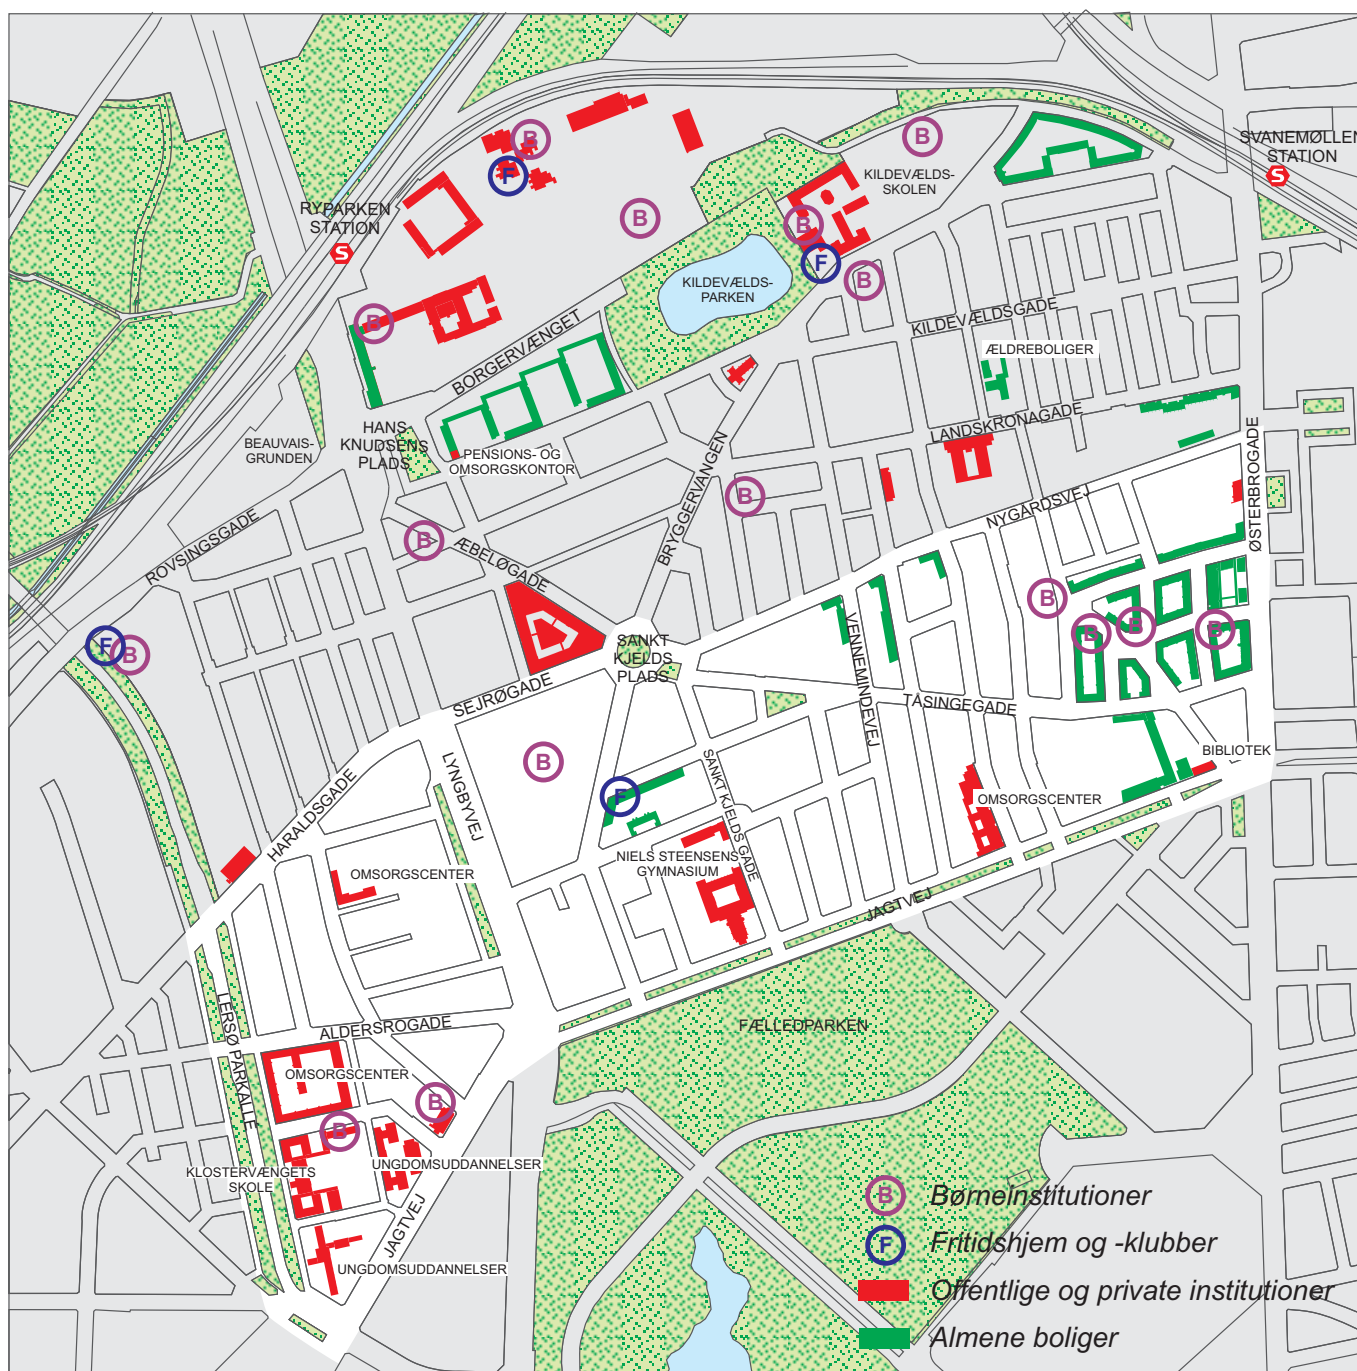 SVANEMØLLEN
STATION
S
B
B
F
KILDEVÆLDS-
SKOLEN
RYPARKEN
STATION
S
B
B
F
B
KILDEVÆLDS-
PARKEN
B
KILDEVÆLDSGADE
BORGERVÆNGET
ÆLDREBOLIGER
LANDSKRONAGADE
HANS
KNUDSENS
PLADS
BEAUVAIS-
GRUNDEN
PENSIONS- OG
OMSORGSKONTOR
BRYGGERVANGEN
ØSTERBROGADE
B
NYGÅRDSVEJ
ROVSINGSGADE
B
ÆBELØGADE
B
B
B
B
F
B
SANKT
KJELDS
PLADS
VENNEMINDEVEJ
SEJRØGADE
TÅSINGEGADE
B
LYNGBYVEJ
SANKT KJELDS GADE
BIBLIOTEK
F
OMSORGSCENTER
HARALDSGADE
NIELS STEENSENS
GYMNASIUM
OMSORGSCENTER
JAGTVEJ
LERSØ PARKALLE
ALDERSROGADE
FÆLLEDPARKEN
OMSORGSCENTER
B
B
KLOSTERVÆNGETS
SKOLE
UNGDOMSUDDANNELSER
JAGTVEJ
UNGDOMSUDDANNELSER
B Børneinstitutioner
F Fritidshjem og -klubber
Offentlige og private institutioner
Almene boliger